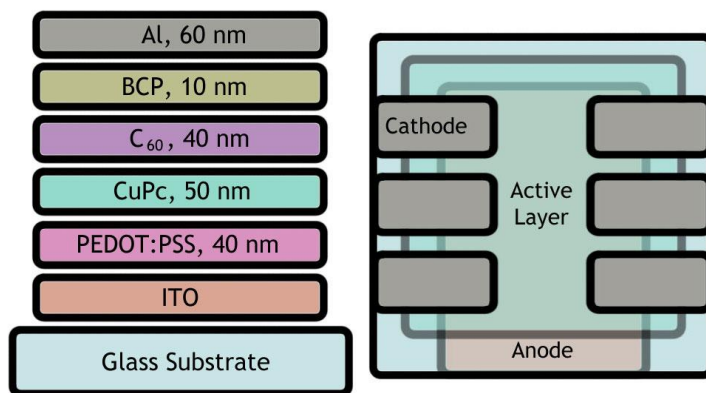 Al, 60 nm
BCP, 10 nm
C₆₀, 40 nm
CuPc, 50 nm
PEDOT:PSS, 40 nm
ITO
Glass Substrate
Cathode
Active
Layer
Anode